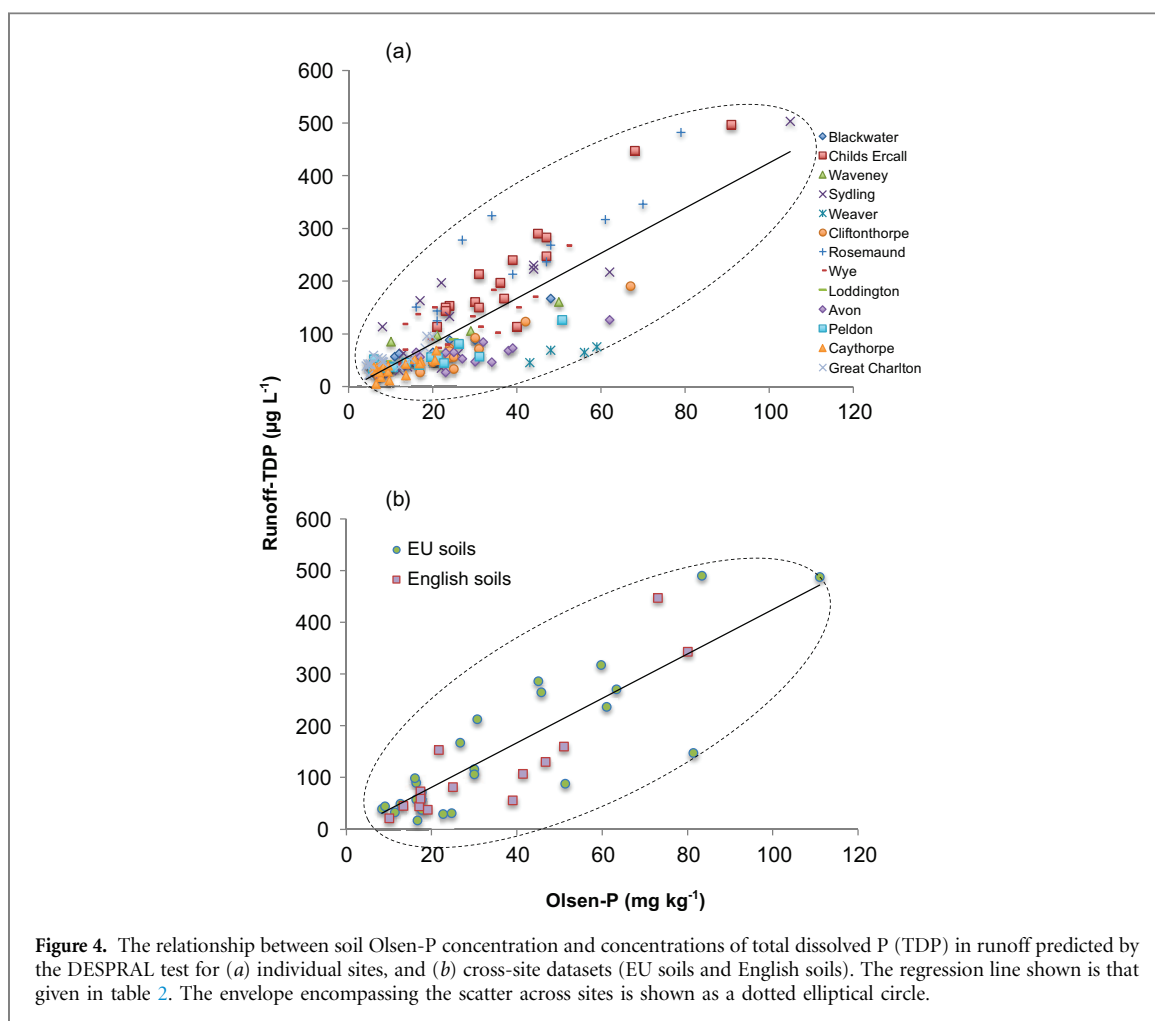 (a)
600
500
400
300
200
100
0
0 20 40 60 80 100 120
Blackwater
Childs Ercall
Waveney
Sydling
Weaver
Cliftonthorpe
Rosemaund
Wye
Loddington
Avon
Peldon
Caythorpe
Great Charlton
Runoff-TDP (µg L⁻¹)
(b)
600
500
400
300
200
100
0
EU soils
English soils
0 20 40 60 80 100 120
Olsen-P (mg kg⁻¹)
Figure 4. The relationship between soil Olsen-P concentration and concentrations of total dissolved P (TDP) in runoff predicted by
the DESPRAL test for (a) individual sites, and (b) cross-site datasets (EU soils and English soils). The regression line shown is that
given in table 2. The envelope encompassing the scatter across sites is shown as a dotted elliptical circle.